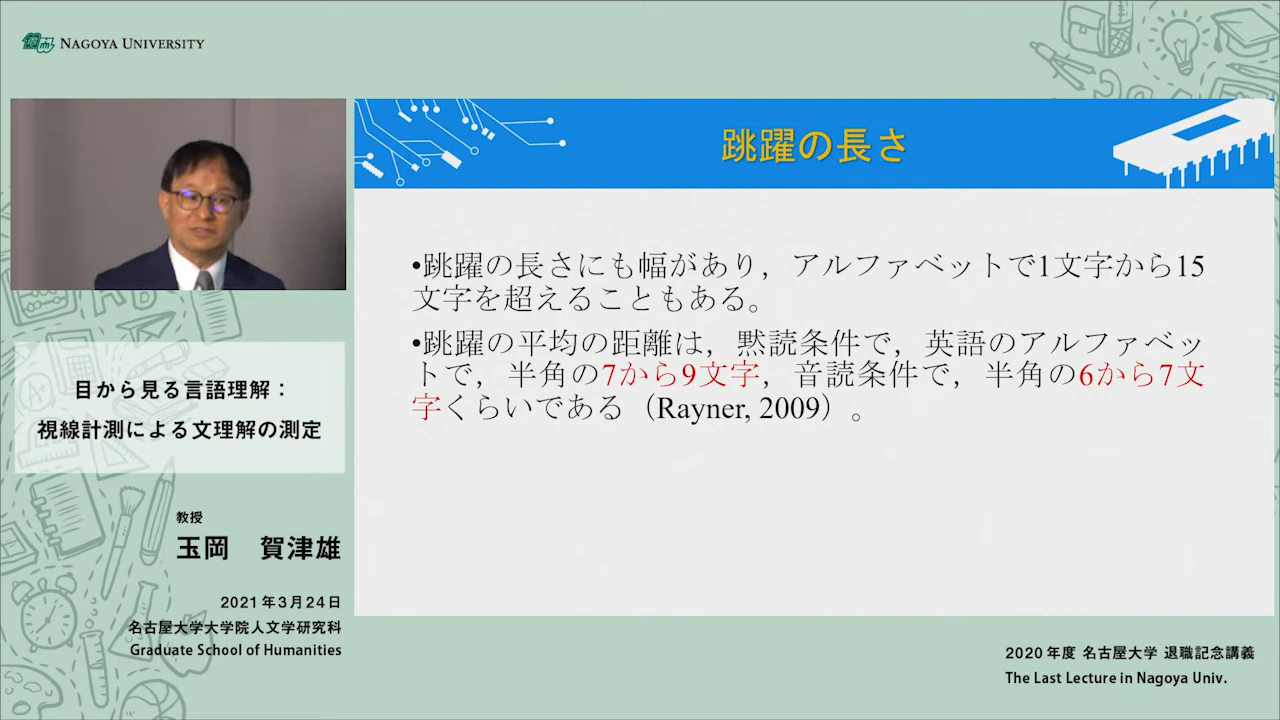 NAGOYA UNIVERSITY
跳躍の長さ
•跳躍の長さにも幅があり，アルファベットで1文字から15
文字を超えることもある。
•跳躍の平均の距離は，黙読条件で，英語のアルファベッ
トで，半角の7から9文字，音読条件で，半角の6から7文
字くらいである（Rayner, 2009）。
目から見る言語理解：
視線計測による文理解の測定
教授
玉岡　賀津雄
2021年3月24日
名古屋大学大学院人文学研究科
Graduate School of Humanities
2020年度 名古屋大学 退職記念講義
The Last Lecture in Nagoya Univ.